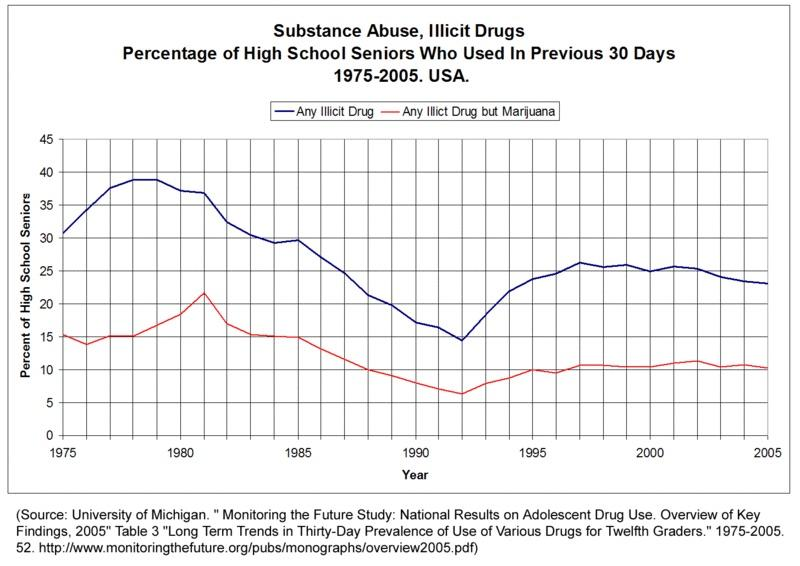 Substance Abuse, Illicit Drugs
Percentage of High School Seniors Who Used In Previous 30 Days
1975-2005. USA.
Any Illicit Drug Any Illict Drug but Marijuana
45
40
35
30
25
20
15
10
5
0
Percent of High School Seniors
1975 1980 1985 1990 1995 2000 2005
Year
(Source: University of Michigan. " Monitoring the Future Study: National Results on Adolescent Drug Use. Overview of Key
Findings, 2005" Table 3 "Long Term Trends in Thirty-Day Prevalence of Use of Various Drugs for Twelfth Graders." 1975-2005.
52. http://www.monitoringthefuture.org/pubs/monographs/overview2005.pdf)